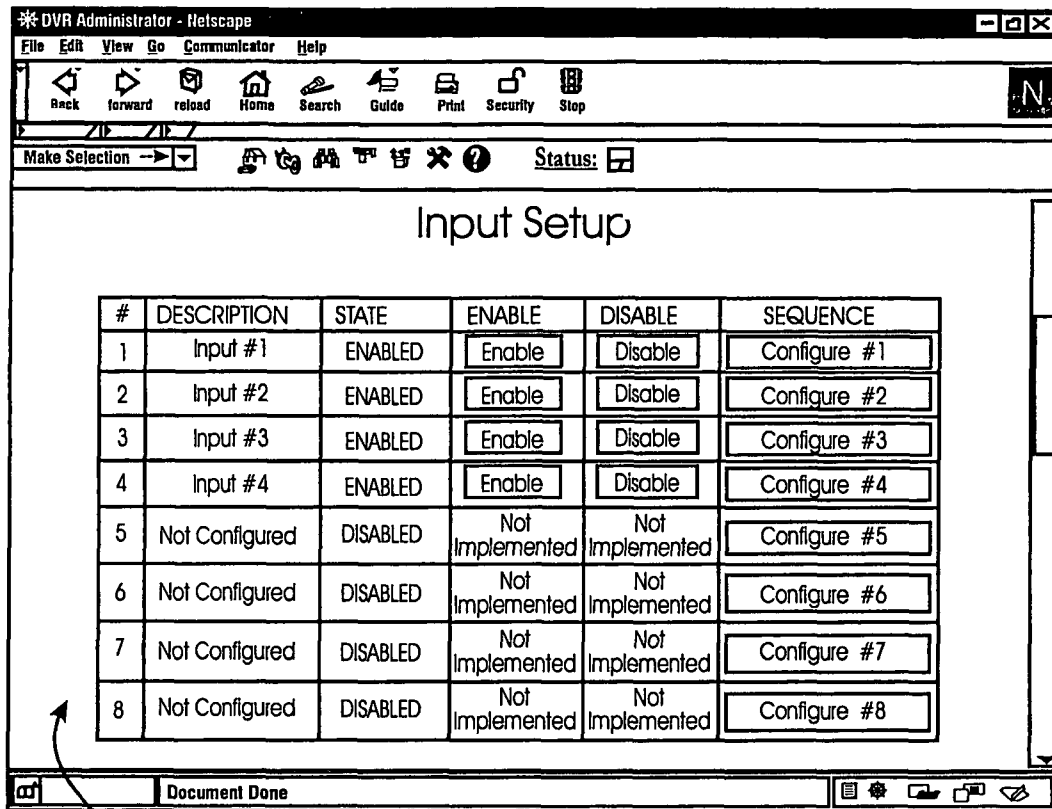 DVR Administrator - Netscape
File Edit View Go Communicator Help
Back forward reload Home Search Guide Print Security Stop
N
Make Selection --> Status:
Input Setup
# DESCRIPTION STATE ENABLE DISABLE SEQUENCE
1 Input #1 ENABLED Enable Disable Configure #1
2 Input #2 ENABLED Enable Disable Configure #2
3 Input #3 ENABLED Enable Disable Configure #3
4 Input #4 ENABLED Enable Disable Configure #4
5 Not Configured DISABLED Not Implemented Not Implemented Configure #5
6 Not Configured DISABLED Not Implemented Not Implemented Configure #6
7 Not Configured DISABLED Not Implemented Not Implemented Configure #7
8 Not Configured DISABLED Not Implemented Not Implemented Configure #8
Document Done